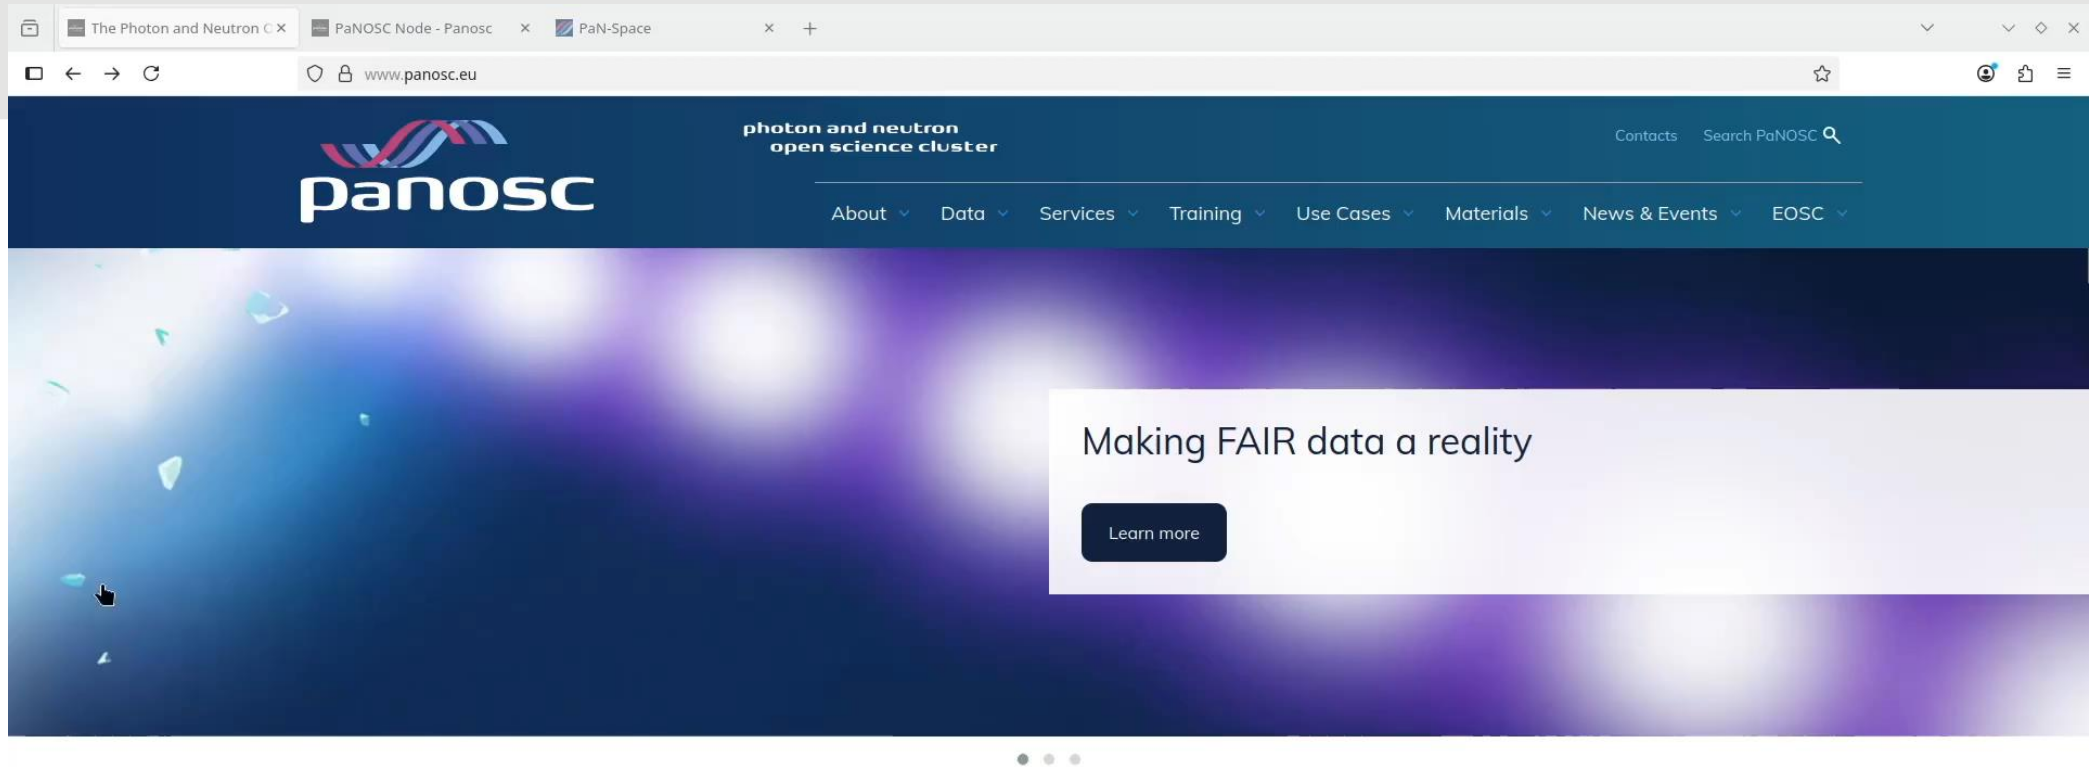 The Photon and Neutron O
PaNOSC Node - Panosc
PaN-Space
www.panosc.eu
panosc
photon and neutron
open science cluster
Contacts
Search PaNOSC
About
Data
Services
Training
Use Cases
Materials
News & Events
EOSC
Making FAIR data a reality
Learn more